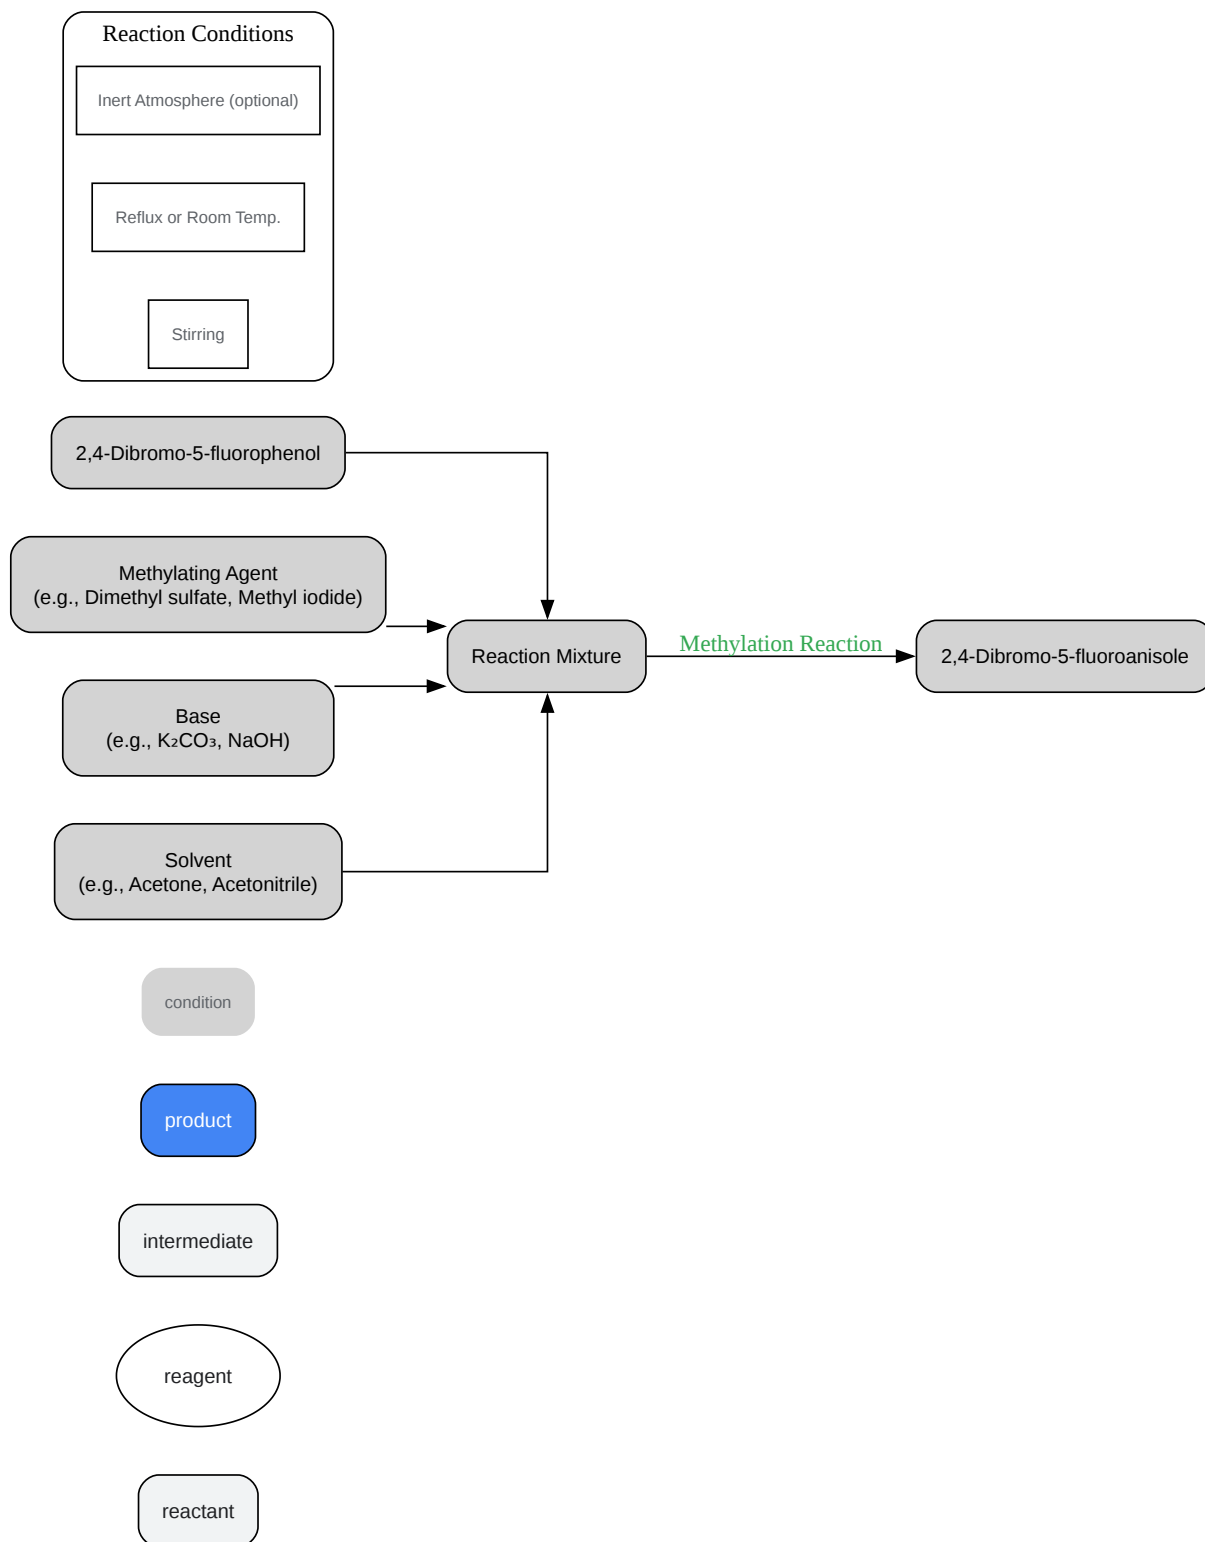 Reaction Conditions
Inert Atmosphere (optional)
Reflux or Room Temp.
Stirring
2,4-Dibromo-5-fluorophenol
Methylating Agent
(e.g., Dimethyl sulfate, Methyl iodide)
Base
(e.g., K₂CO₃, NaOH)
Solvent
(e.g., Acetone, Acetonitrile)
Reaction Mixture
Methylation Reaction
2,4-Dibromo-5-fluoroanisole
condition
product
intermediate
reagent
reactant